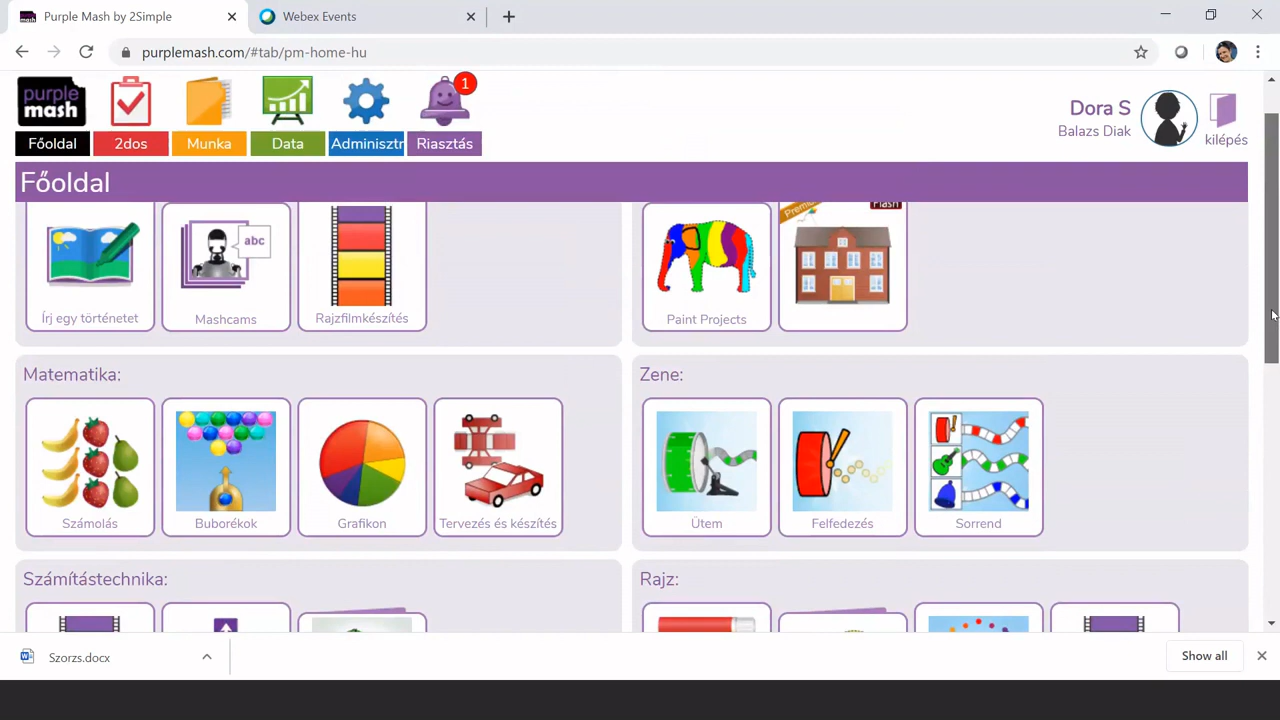 Purple Mash by 2Simple
Webex Events
purplemash.com/#tab/pm-home-hu
purple
mash
1
Dora S
Balazs Diak
kilépés
Főoldal
2dos
Munka
Data
Adminisztr
Riasztás
Főoldal
abc
Premiu
Flash
Írj egy történetet
Mashcams
Rajzfilmkészítés
Paint Projects
Matematika:
Zene:
Számolás
Buborékok
Grafikon
Tervezés és készítés
Ütem
Felfedezés
Sorrend
Számítástechnika:
Rajz:
Szorzs.docx
Show all